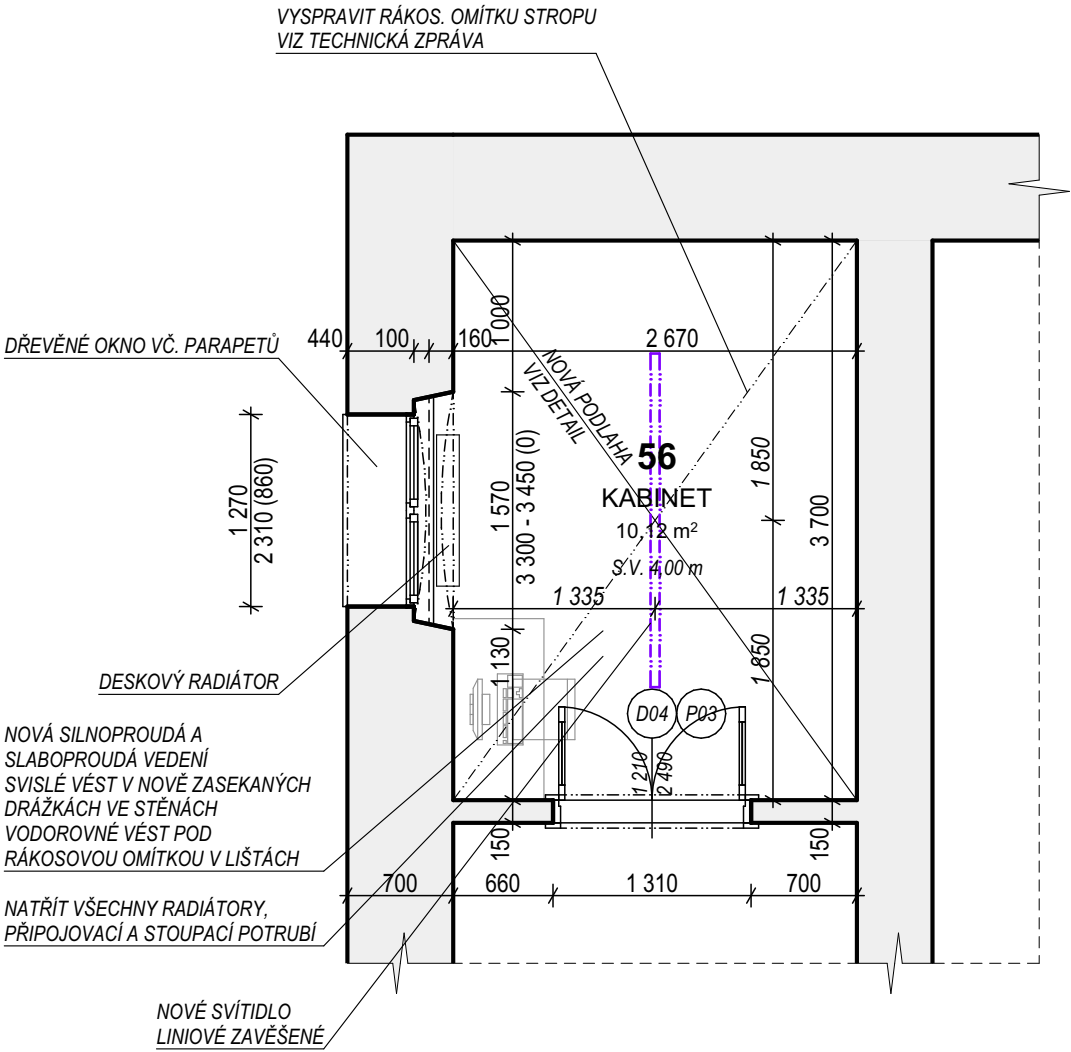 VYSPRAVIT RÁKOS. OMÍTKU STROPU
VIZ TECHNICKÁ ZPRÁVA
DŘEVĚNÉ OKNO VČ. PARAPETŮ
440
100
160
1 000
2 670
NOVÁ PODLAHA
VIZ DETAIL
56
KABINET
10,12 m²
S.V. 4,00 m
1 270
2 310 (860)
1 570
3 300 - 3 450 (0)
1 850
3 700
1 335
1 335
1 130
1 850
DESKOVÝ RADIÁTOR
D04
P03
1 210
2 490
NOVÁ SILNOPROUDÁ A
SLABOPROUDÁ VEDENÍ
SVISLÉ VÉST V NOVĚ ZASEKANÝCH
DRÁŽKÁCH VE STĚNÁCH
VODOROVNÉ VÉST POD
RÁKOSOVOU OMÍTKOU V LIŠTÁCH
150
150
700
660
1 310
700
NATŘÍT VŠECHNY RADIÁTORY,
PŘIPOJOVACÍ A STOUPACÍ POTRUBÍ
NOVÉ SVÍTIDLO
LINIOVÉ ZAVĚŠENÉ